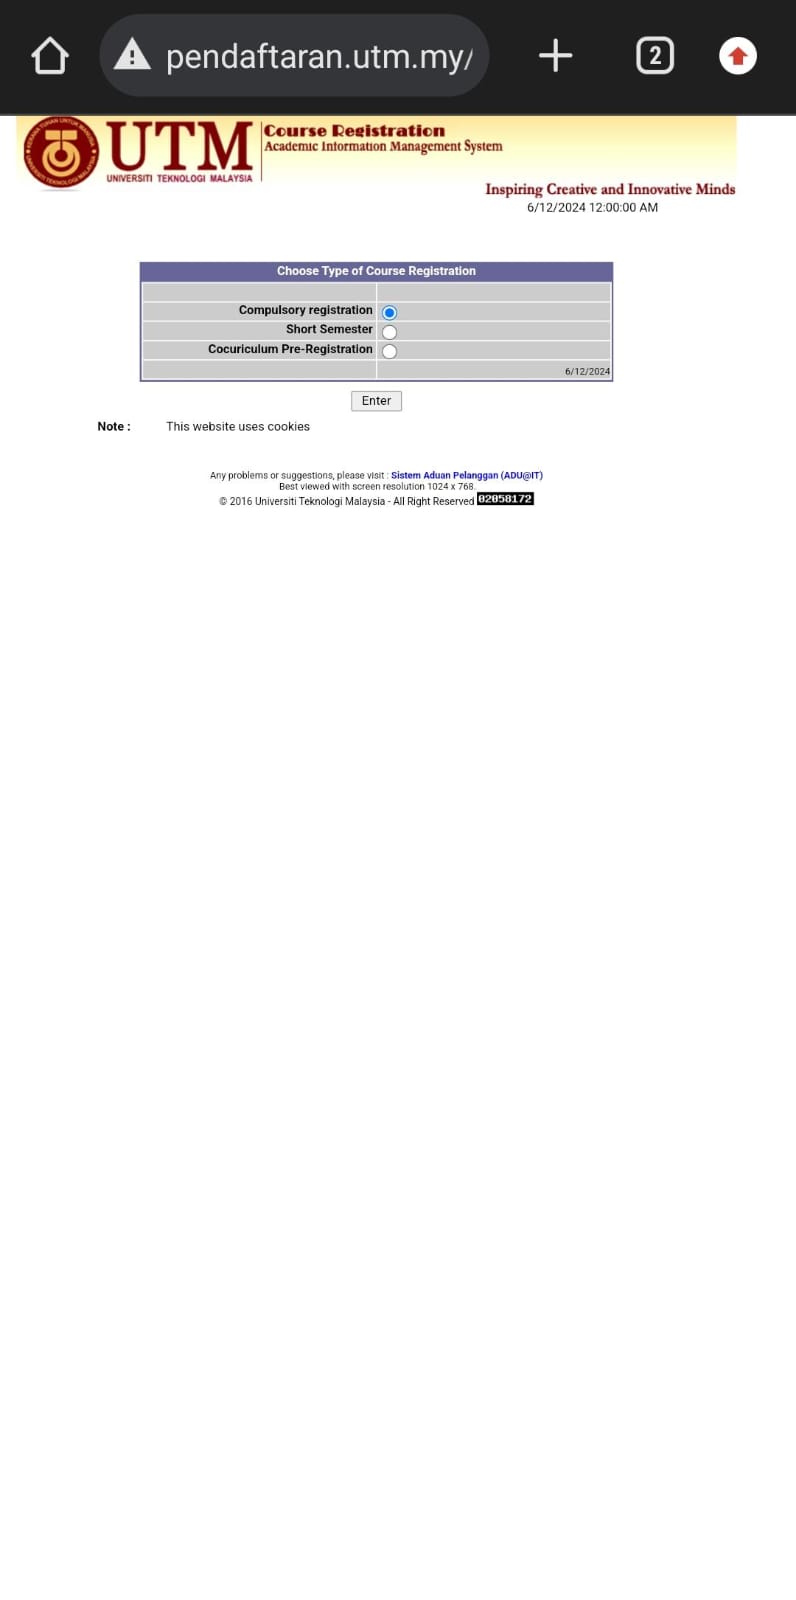 pendaftaran.utm.my/
2
UTM
UNIVERSITI TEKNOLOGI MALAYSIA
Course Registration
Academic Information Management System
Inspiring Creative and Innovative Minds
6/12/2024 12:00:00 AM
Choose Type of Course Registration
Compulsory registration
Short Semester
Cocuriculum Pre-Registration
6/12/2024
Enter
Note : This website uses cookies
Any problems or suggestions, please visit : Sistem Aduan Pelanggan (ADU@IT)
Best viewed with screen resolution 1024 x 768.
© 2016 Universiti Teknologi Malaysia - All Right Reserved 02058172